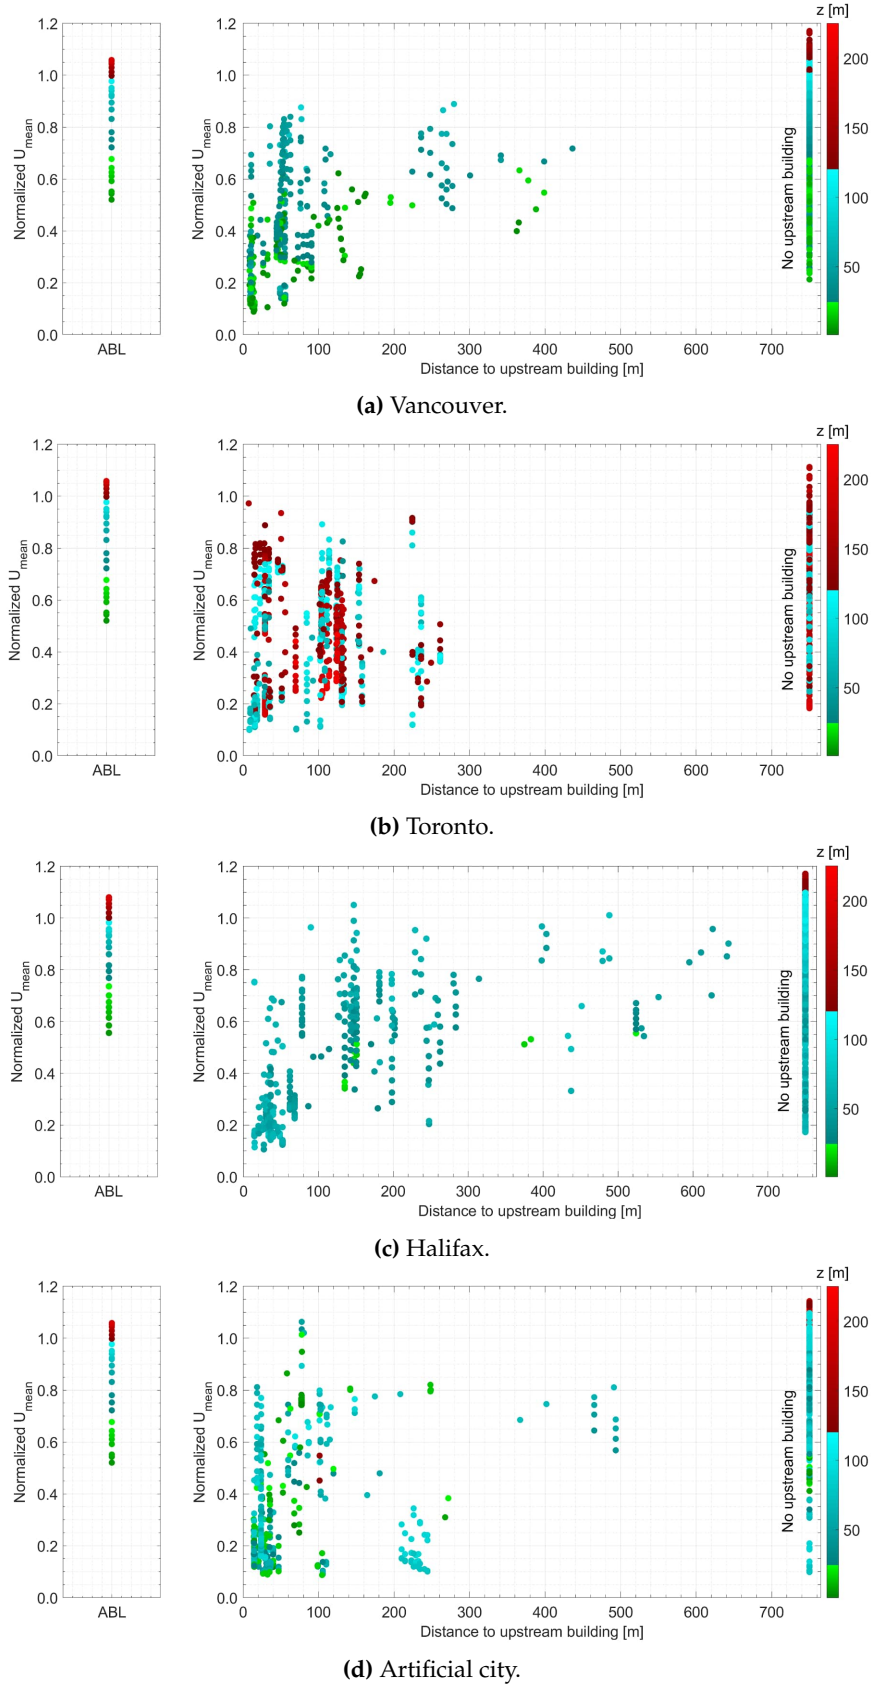 z [m]
1.2
1.0
0.8
0.6
0.4
0.2
0.0
Normalized U_mean
ABL
1.2
1.0
0.8
0.6
0.4
0.2
0.0
Normalized U_mean
0 100 200 300 400 500 600 700
Distance to upstream building [m]
No upstream building
200
150
100
50
(a) Vancouver.
z [m]
1.2
1.0
0.8
0.6
0.4
0.2
0.0
Normalized U_mean
ABL
1.2
1.0
0.8
0.6
0.4
0.2
0.0
Normalized U_mean
0 100 200 300 400 500 600 700
Distance to upstream building [m]
No upstream building
200
150
100
50
(b) Toronto.
z [m]
1.2
1.0
0.8
0.6
0.4
0.2
0.0
Normalized U_mean
ABL
1.2
1.0
0.8
0.6
0.4
0.2
0.0
Normalized U_mean
0 100 200 300 400 500 600 700
Distance to upstream building [m]
No upstream building
200
150
100
50
(c) Halifax.
z [m]
1.2
1.0
0.8
0.6
0.4
0.2
0.0
Normalized U_mean
ABL
1.2
1.0
0.8
0.6
0.4
0.2
0.0
Normalized U_mean
0 100 200 300 400 500 600 700
Distance to upstream building [m]
No upstream building
200
150
100
50
(d) Artificial city.